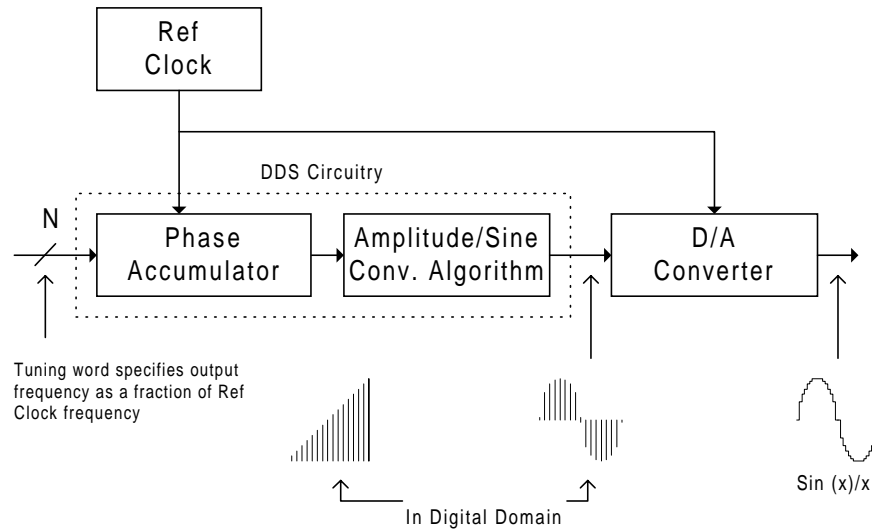 Ref
Clock
DDS Circuitry
N
Phase
Accumulator
Amplitude/Sine
Conv. Algorithm
D/A
Converter
Tuning word specifies output
frequency as a fraction of Ref
Clock frequency
Sin (x)/x
In Digital Domain